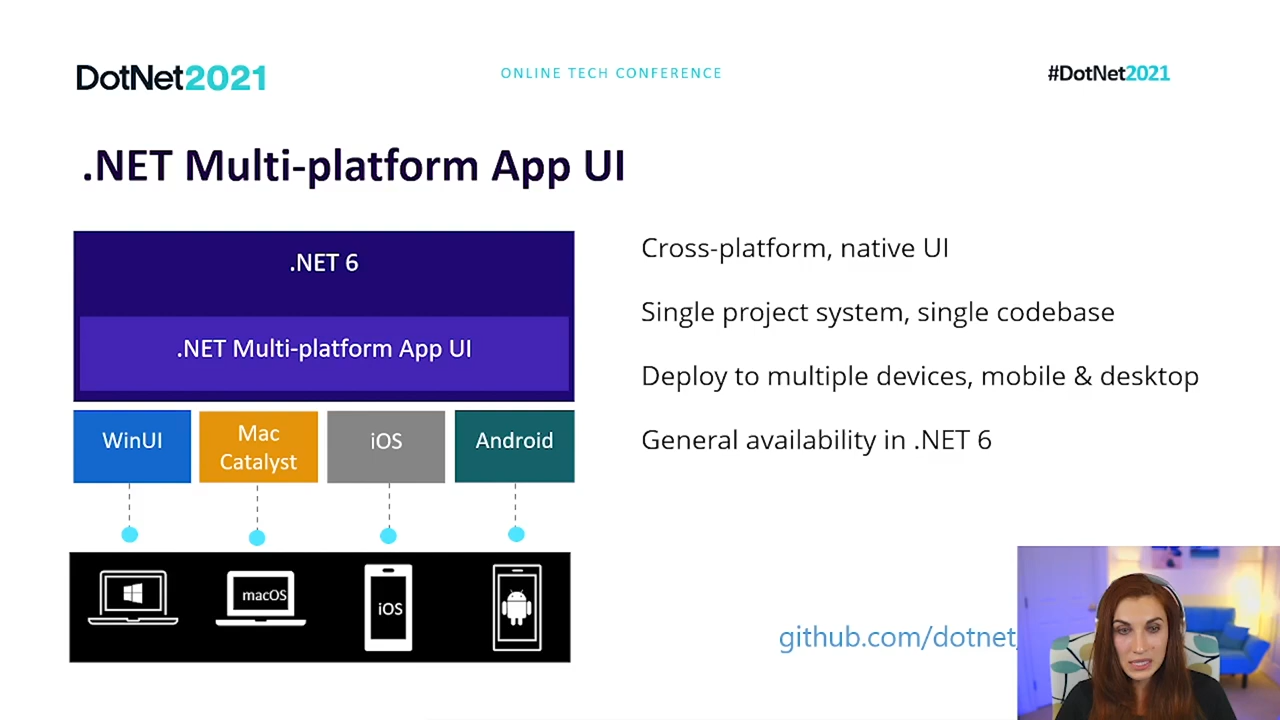 DotNet2021
ONLINE TECH CONFERENCE
#DotNet2021
.NET Multi-platform App UI
.NET 6
.NET Multi-platform App UI
WinUI
Mac
Catalyst
iOS
Android
macOS
iOS
Cross-platform, native UI
Single project system, single codebase
Deploy to multiple devices, mobile & desktop
General availability in .NET 6
github.com/dotnet/